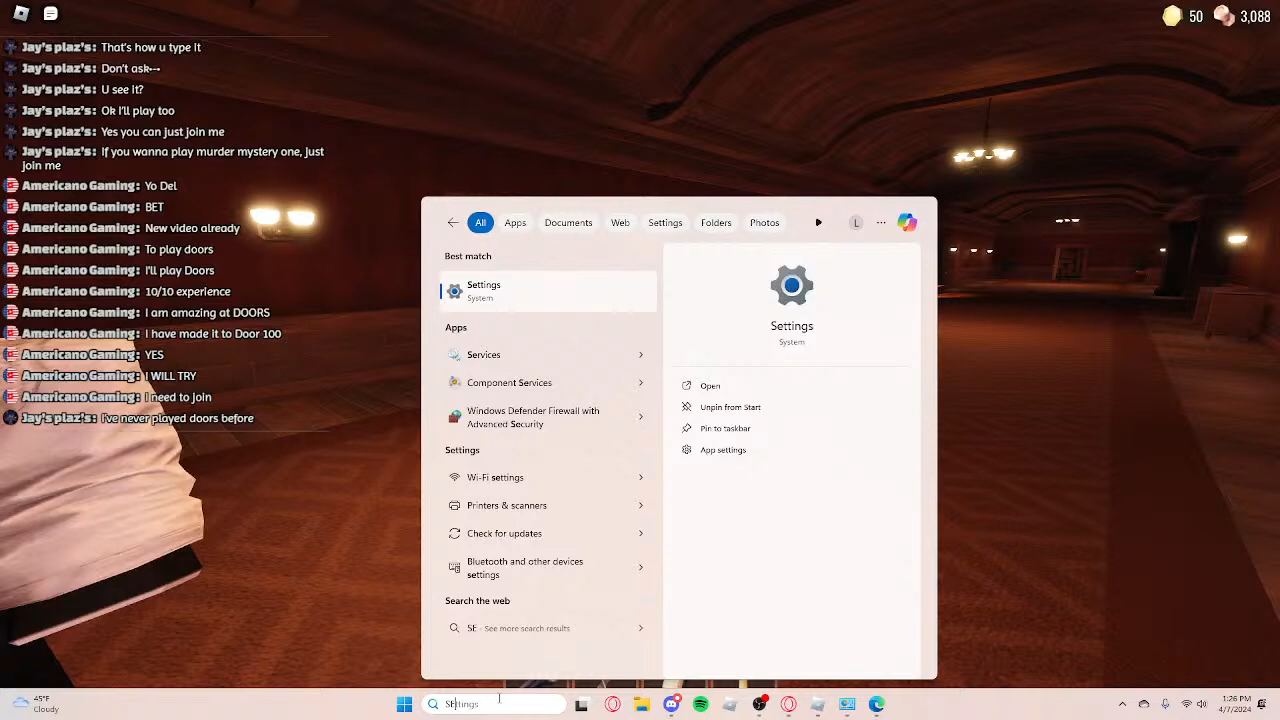 50 3,088
Jay's plaz's: That's how u type It
Jay's plaz's: Don't ask---
Jay's plaz's: U see it?
Jay's plaz's: Ok I'll play too
Jay's plaz's: Yes you can just join me
Jay's plaz's: If you wanna play murder mystery one, just
join me
Americano Gaming: Yo Del
Americano Gaming: BET
Americano Gaming: New video already
Americano Gaming: To play doors
Americano Gaming: I'll play Doors
Americano Gaming: 10/10 experience
Americano Gaming: I am amazing at DOORS
Americano Gaming: I have made it to Door 100
Americano Gaming: YES
Americano Gaming: I WILL TRY
Americano Gaming: I need to join
Jay's plaz's: I've never played doors before
All Apps Documents Web Settings Folders Photos L
Best match
Settings
System
Apps
Services
Component Services
Windows Defender Firewall with
Advanced Security
Settings
Wi-Fi settings
Printers & scanners
Check for updates
Bluetooth and other devices
settings
Search the web
SE - See more search results
Settings
System
Open
Unpin from Start
Pin to taskbar
App settings
45°F
Cloudy
SEttings
1:26 PM
4/7/2024